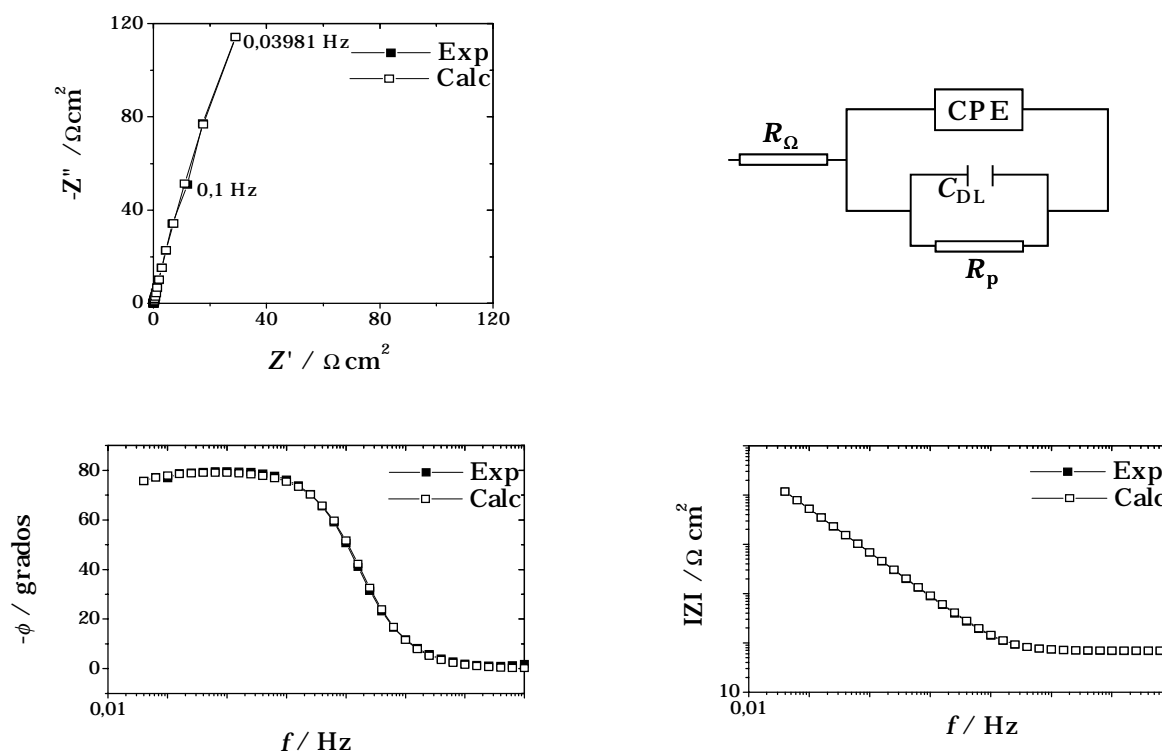 120
80
40
0
-Z'' / Ωcm²
0,03981 Hz
0,1 Hz
Exp
Calc
0 40 80 120
Z' / Ωcm²
R_Ω
CPE
C_DL
R_p
80
60
40
20
0
-ϕ / grados
Exp
Calc
0,01
f / Hz
IZI / Ω cm²
Exp
Calc
10
0,01
f / Hz